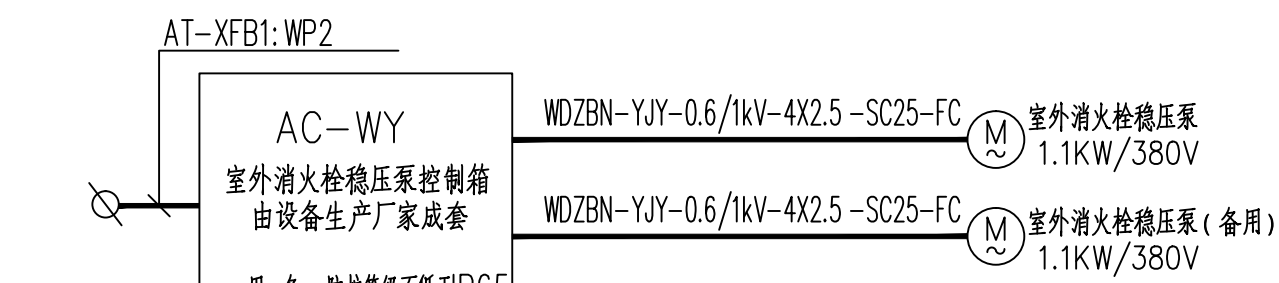 AT-XFB1:WP2
AC-WY
室外消火栓稳压泵控制箱
由设备生产厂家成套
WDZBN-YJY-0.6/1kV-4X2.5 -SC25-FC
M
~
室外消火栓稳压泵
1.1KW/380V
WDZBN-YJY-0.6/1kV-4X2.5 -SC25-FC
M
~
室外消火栓稳压泵(备用)
1.1KW/380V